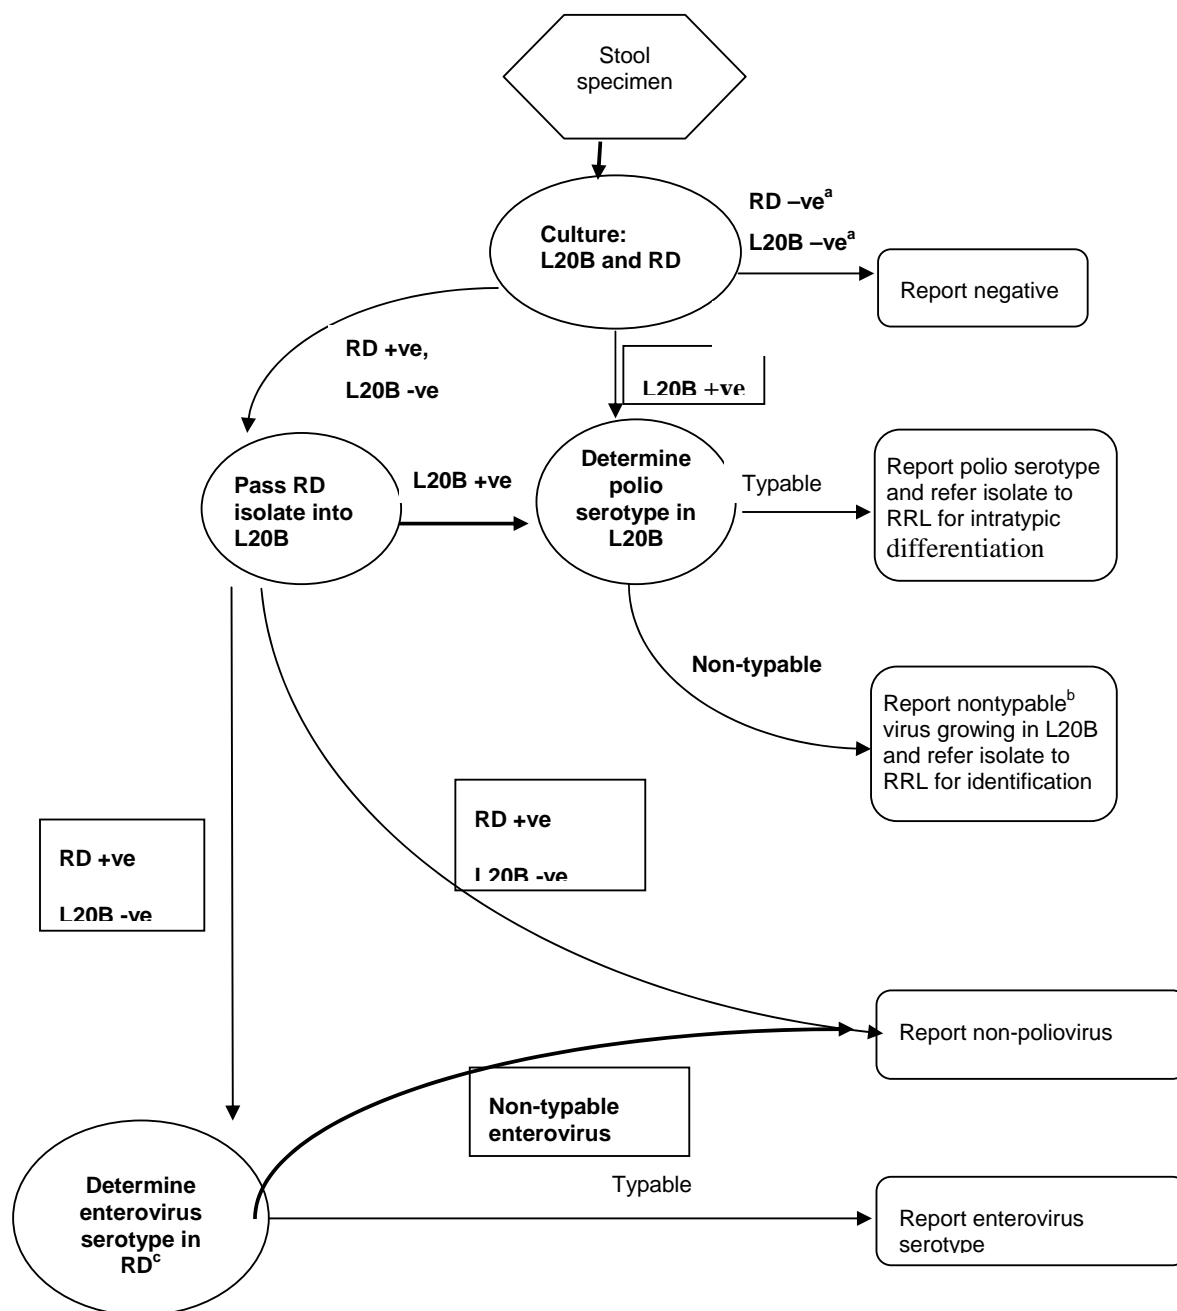 Stool
specimen
Culture:
L20B and RD
RD –veᵃ
L20B –veᵃ
Report negative
RD +ve,
L20B -ve
L20B +ve
Pass RD
isolate into
L20B
L20B +ve
Determine
polio
serotype in
L20B
Typable
Report polio serotype
and refer isolate to
RRL for intratypic
differentiation
Non-typable
Report nontypableᵇ
virus growing in L20B
and refer isolate to
RRL for identification
RD +ve
L20B -ve
RD +ve
L20B -ve
Report non-poliovirus
Non-typable
enterovirus
Determine
enterovirus
serotype in
RDᶜ
Typable
Report enterovirus
serotype